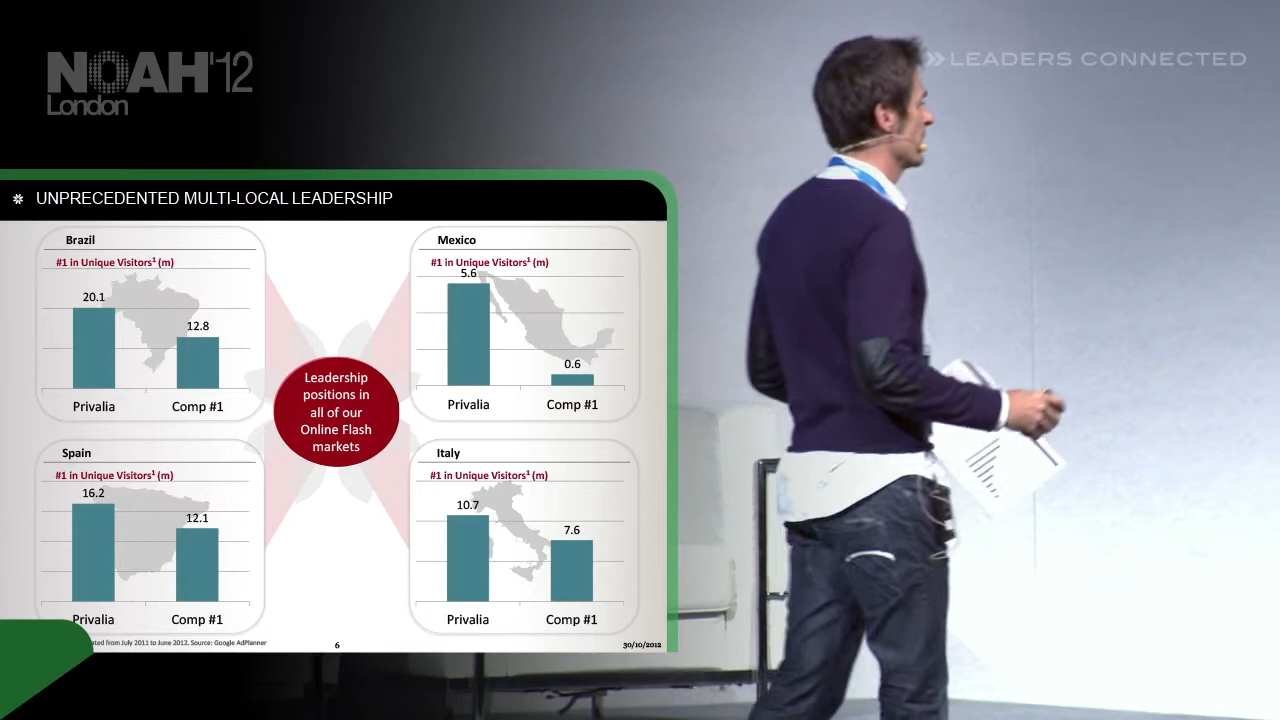 NOAH'12
London
LEADERS CONNECTED
UNPRECEDENTED MULTI-LOCAL LEADERSHIP
Brazil
#1 in Unique Visitors¹ (m)
20.1
12.8
Privalia
Comp #1
Mexico
#1 in Unique Visitors¹ (m)
5.6
0.6
Privalia
Comp #1
Leadership
positions in
all of our
Online Flash
markets
Spain
#1 in Unique Visitors¹ (m)
16.2
12.1
Privalia
Comp #1
Italy
#1 in Unique Visitors¹ (m)
10.7
7.6
Privalia
Comp #1
from July 2011 to June 2012. Source: Google AdPlanner
6
30/10/2012